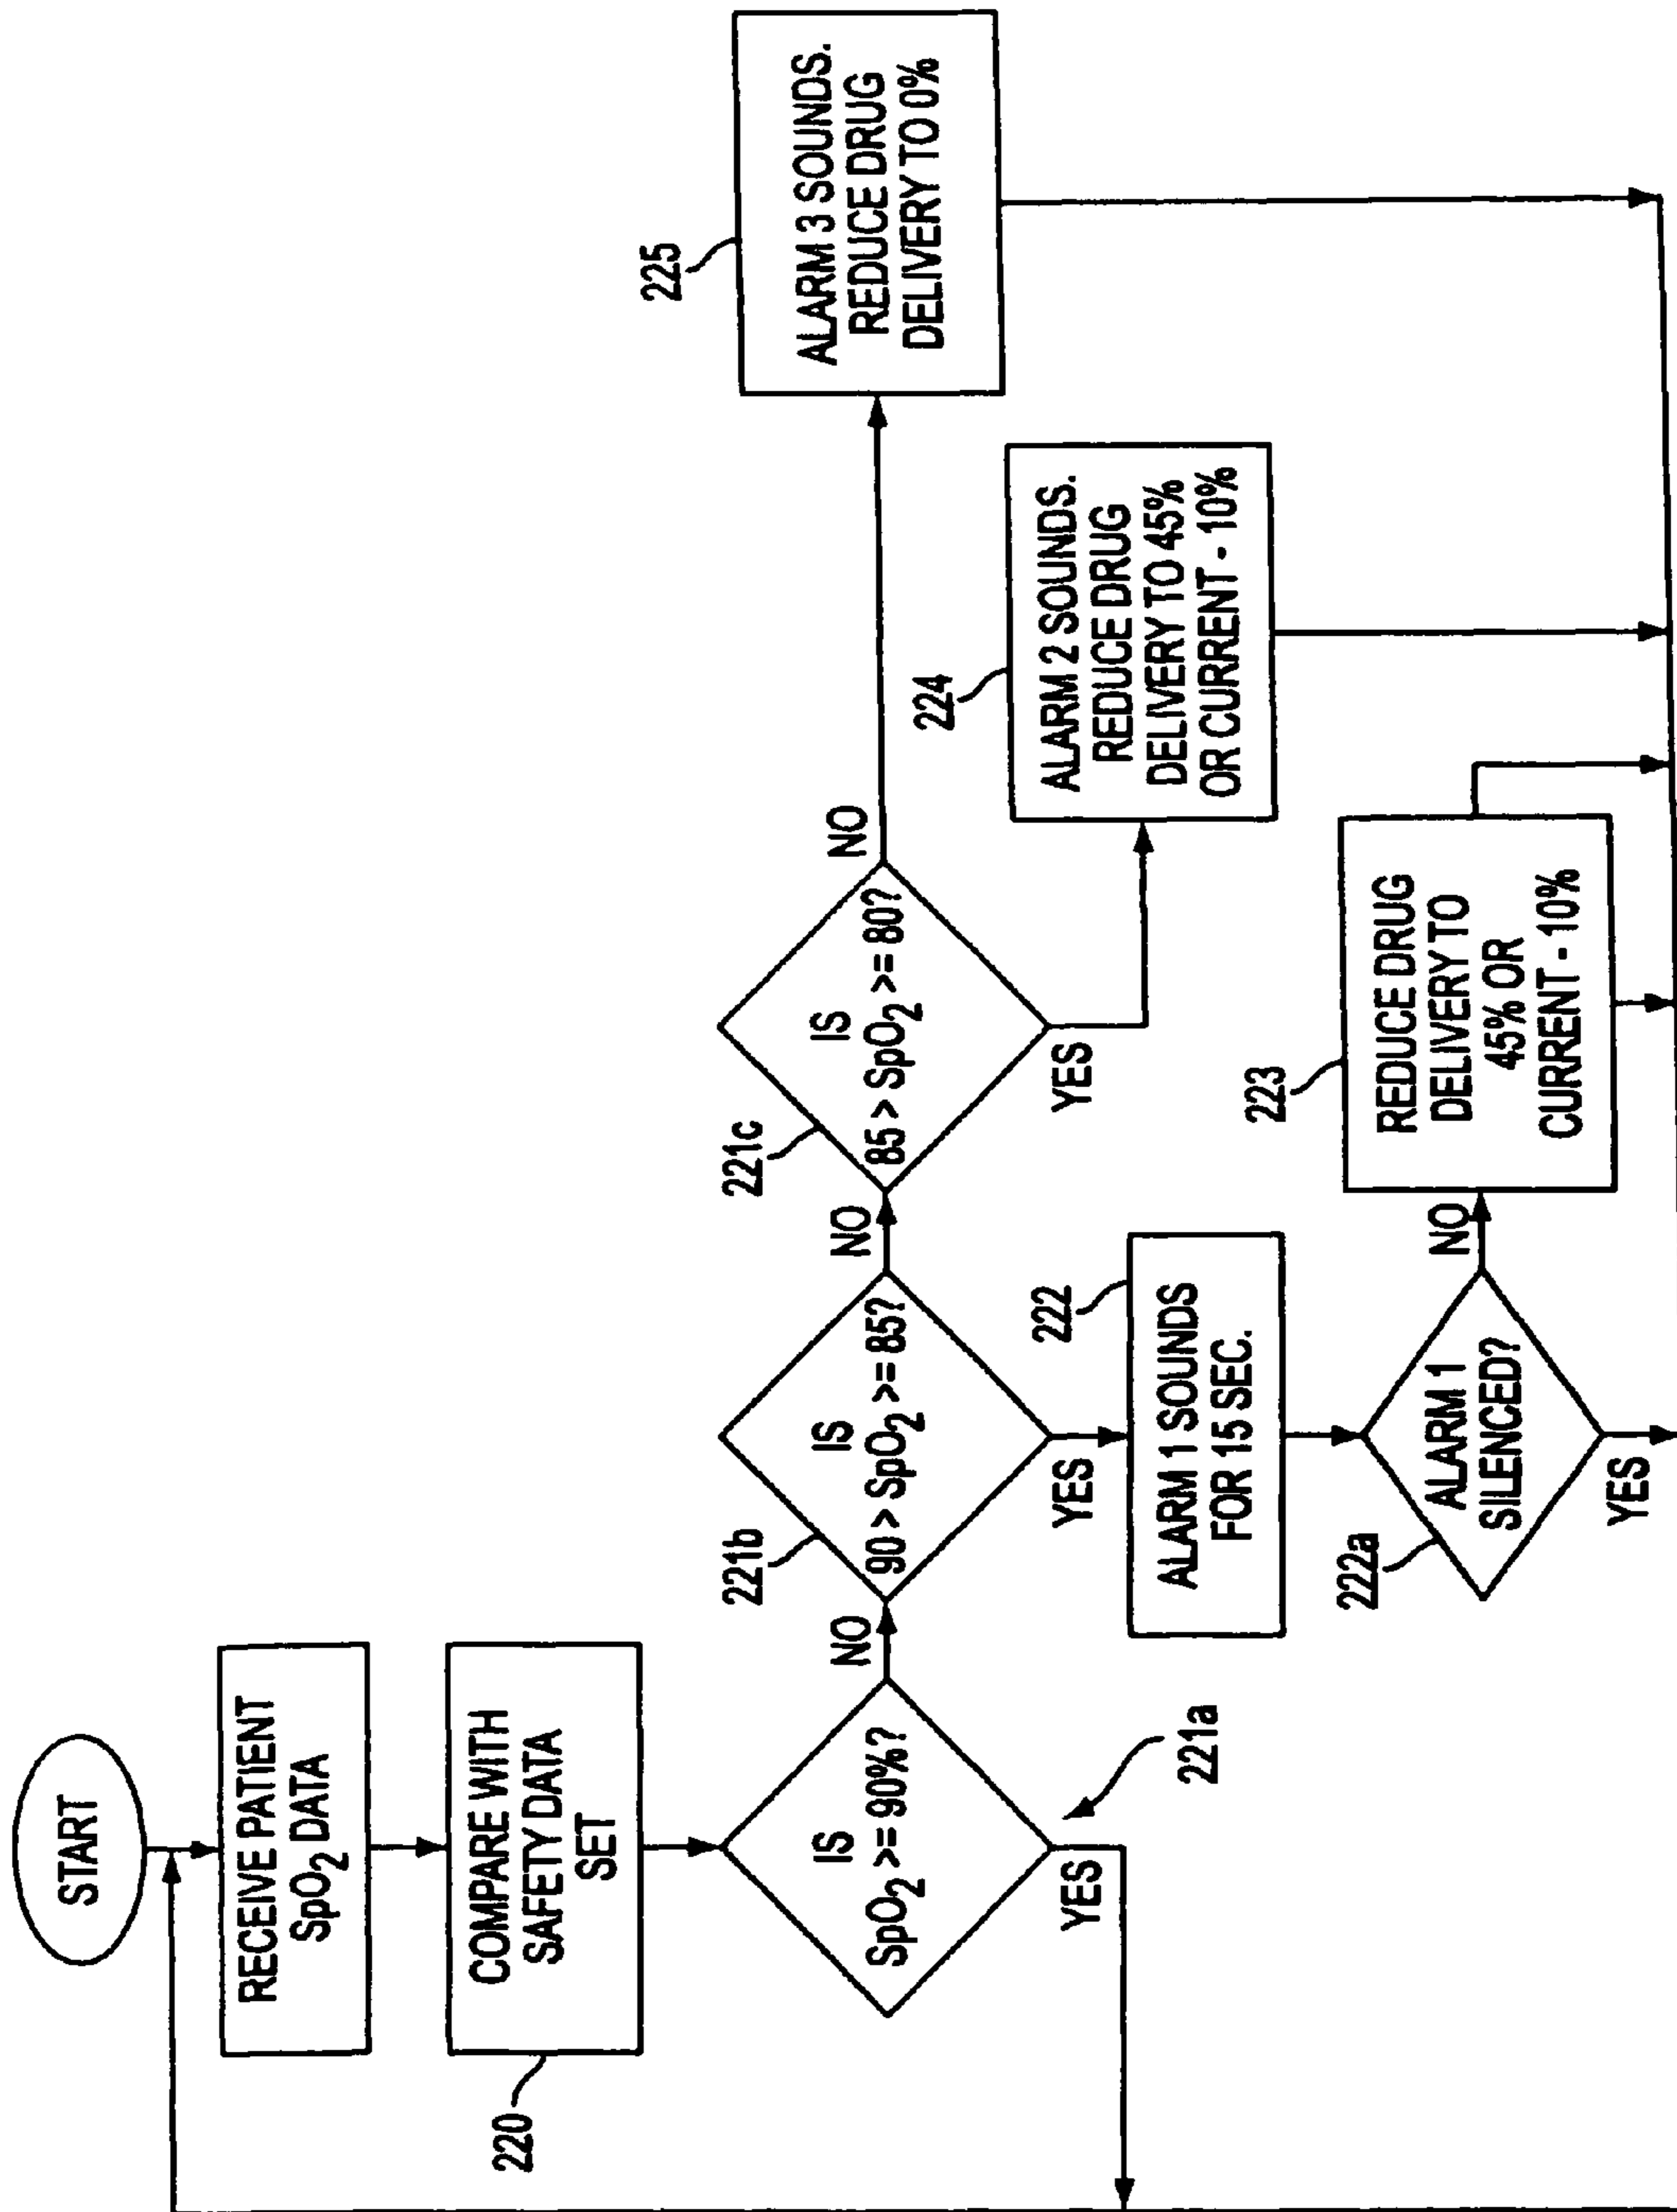 START
RECEIVE PATIENT
SpO₂ DATA
COMPARE WITH
SAFETY DATA
SET
220
IS
SpO₂ >= 90%?
221a
YES
NO
IS
90 > SpO₂ >= 85?
221b
YES
NO
IS
85 > SpO₂ >= 80?
221c
YES
NO
ALARM 1 SOUNDS
FOR 15 SEC.
222
ALARM 1
SILENCED?
222a
YES
NO
REDUCE DRUG
DELIVERY TO
45% OR
CURRENT - 10%
223
ALARM 2 SOUNDS.
REDUCE DRUG
DELIVERY TO 45%
OR CURRENT - 10%
224
ALARM 3 SOUNDS.
REDUCE DRUG
DELIVERY TO 0%
225